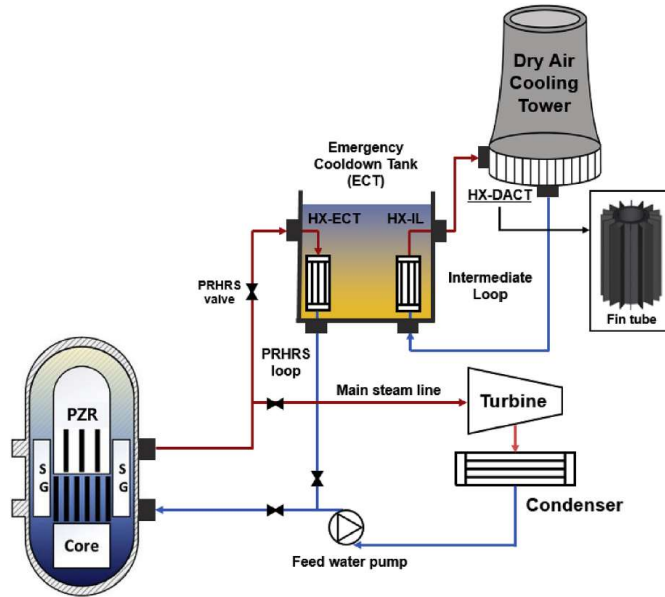 Dry Air
Cooling
Tower
Emergency
Cooldown Tank
(ECT)
HX-ECT
HX-IL
HX-DACT
PRHRS
valve
Intermediate
Loop
Fin tube
PRHRS
loop
Main steam line
Turbine
PZR
S
G
S
G
Core
Condenser
Feed water pump